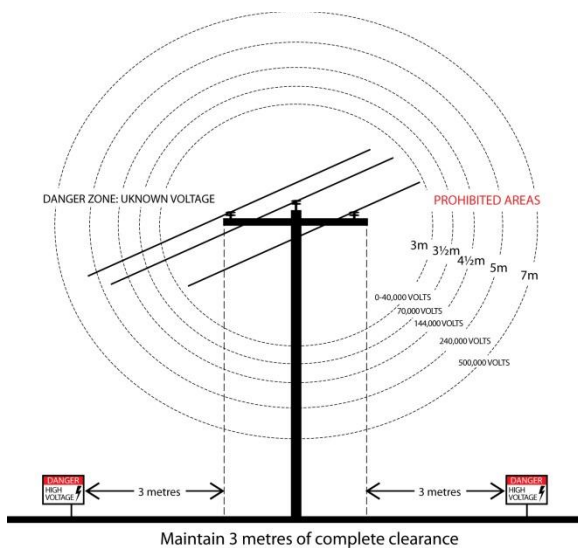 DANGER ZONE: UKNOWN VOLTAGE
PROHIBITED AREAS
3m
3½m
4½m
5m
7m
0-40,000 VOLTS
70,000 VOLTS
144,000 VOLTS
240,000 VOLTS
500,000 VOLTS
DANGER
HIGH
VOLTAGE
3 metres
3 metres
DANGER
HIGH
VOLTAGE
Maintain 3 metres of complete clearance